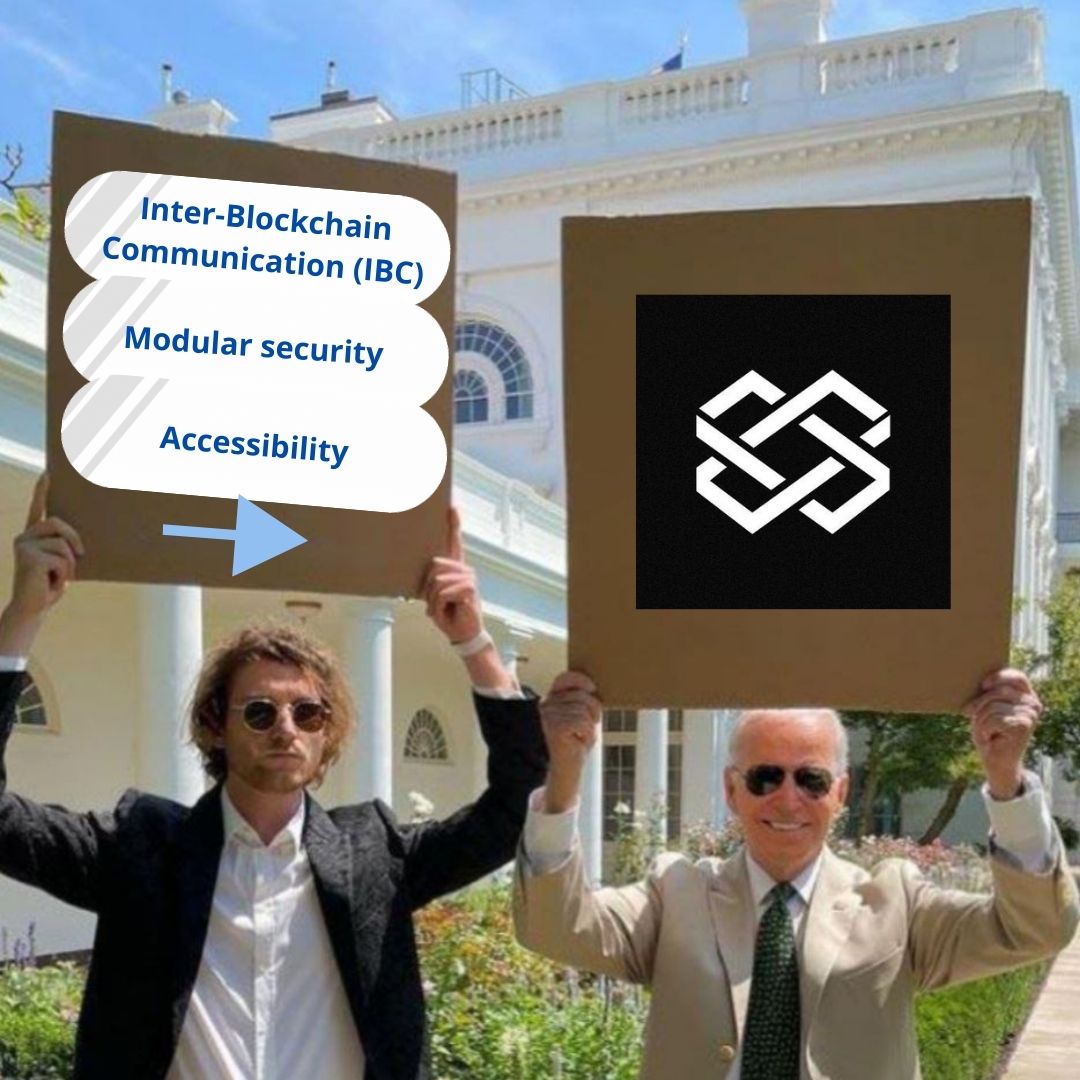 Inter-Blockchain
Communication (IBC)
Modular security
Accessibility